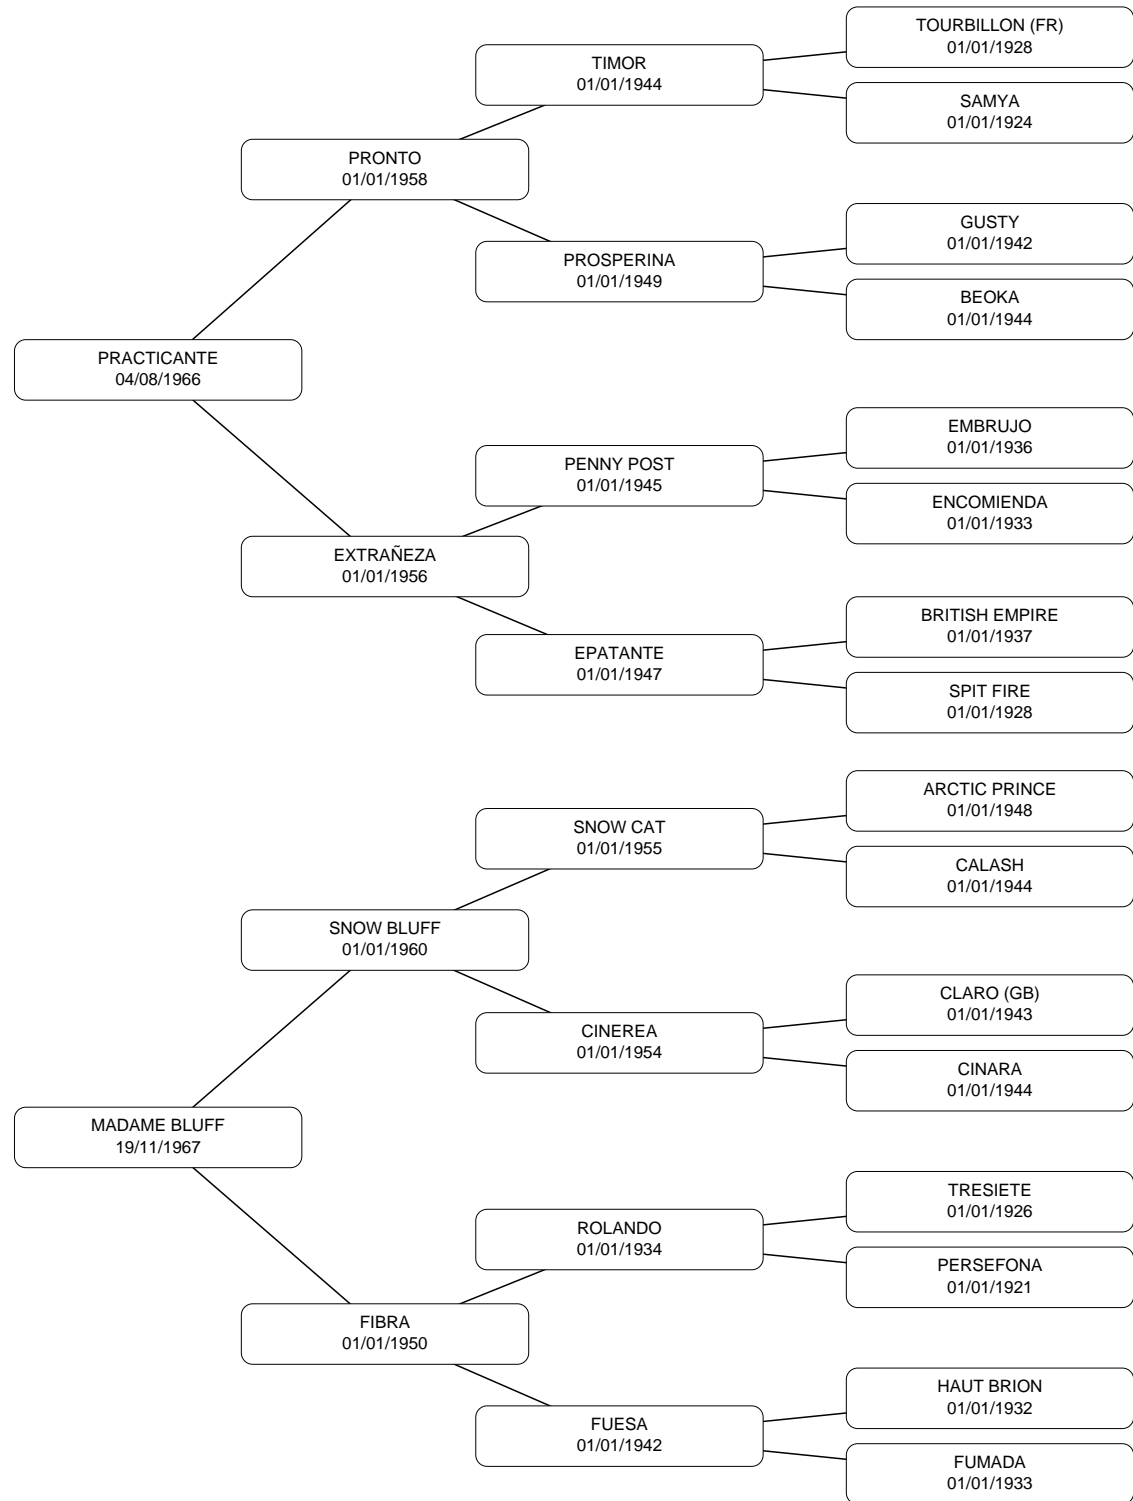 TOURBILLON (FR)
01/01/1928
TIMOR
01/01/1944
SAMYA
01/01/1924
PRONTO
01/01/1958
GUSTY
01/01/1942
PROSPERINA
01/01/1949
BEOKA
01/01/1944
PRACTICANTE
04/08/1966
EMBRUJO
01/01/1936
PENNY POST
01/01/1945
ENCOMIENDA
01/01/1933
EXTRAÑEZA
01/01/1956
BRITISH EMPIRE
01/01/1937
EPATANTE
01/01/1947
SPIT FIRE
01/01/1928
ARCTIC PRINCE
01/01/1948
SNOW CAT
01/01/1955
CALASH
01/01/1944
SNOW BLUFF
01/01/1960
CLARO (GB)
01/01/1943
CINEREA
01/01/1954
CINARA
01/01/1944
MADAME BLUFF
19/11/1967
TRESIETE
01/01/1926
ROLANDO
01/01/1934
PERSEFONA
01/01/1921
FIBRA
01/01/1950
HAUT BRION
01/01/1932
FUESA
01/01/1942
FUMADA
01/01/1933